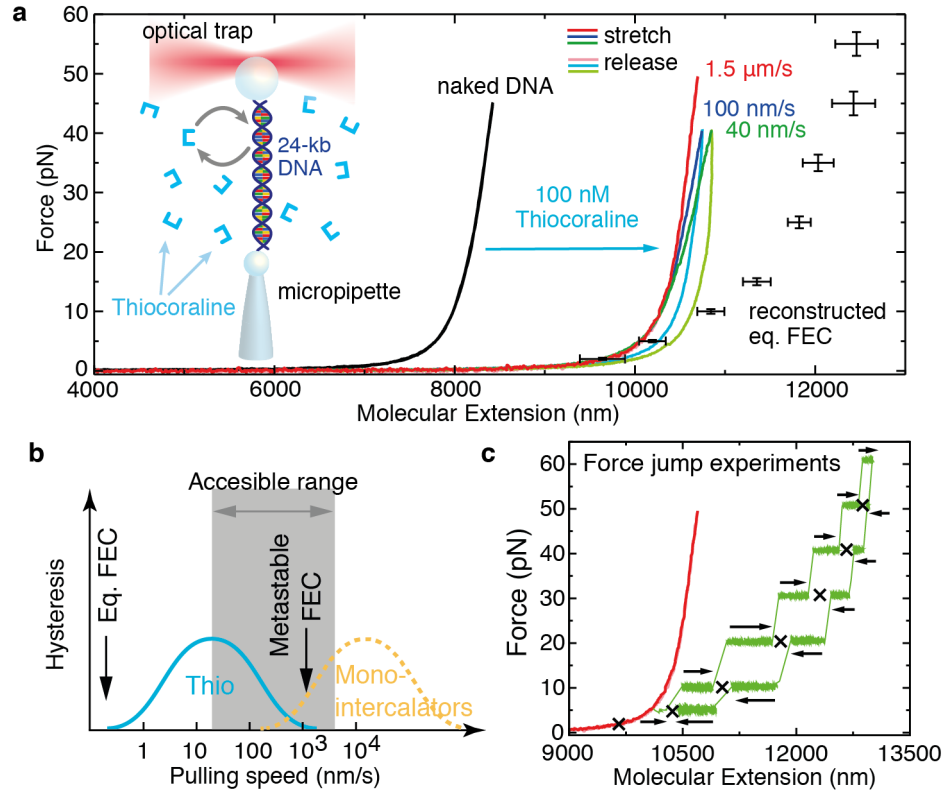 a
60
50
40
30
20
10
0
Force (pN)
4000
6000
8000
10000
12000
Molecular Extension (nm)
optical trap
24-kb
DNA
Thiocoraline
micropipette
naked DNA
stretch
release
1.5 μm/s
100 nm/s
40 nm/s
100 nM
Thiocoraline
reconstructed
eq. FEC
b
Accesible range
Hysteresis
Eq. FEC
Metastable
FEC
Thio
Mono-
intercalators
1
10
100
10³
10⁴
Pulling speed (nm/s)
c
Force jump experiments
60
50
40
30
20
10
0
Force (pN)
9000
10500
12000
13500
Molecular Extension (nm)